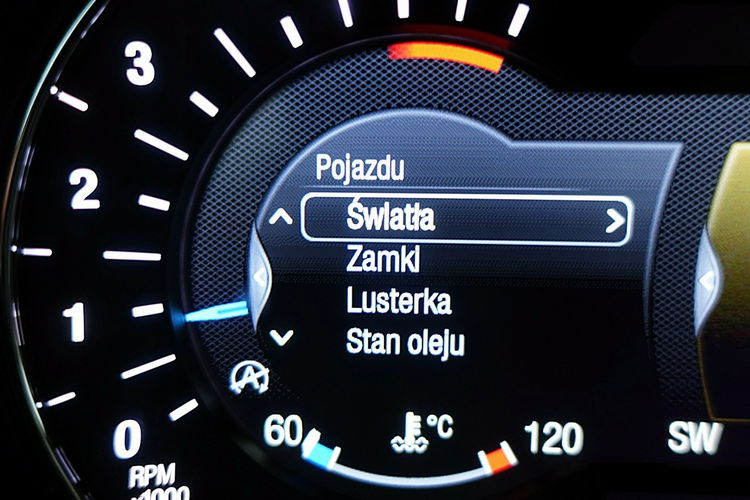 3
2
1
0
RPM
x1000
Pojazdu
Światła
Zamki
Lusterka
Stan oleju
A
60
°C
120
SW